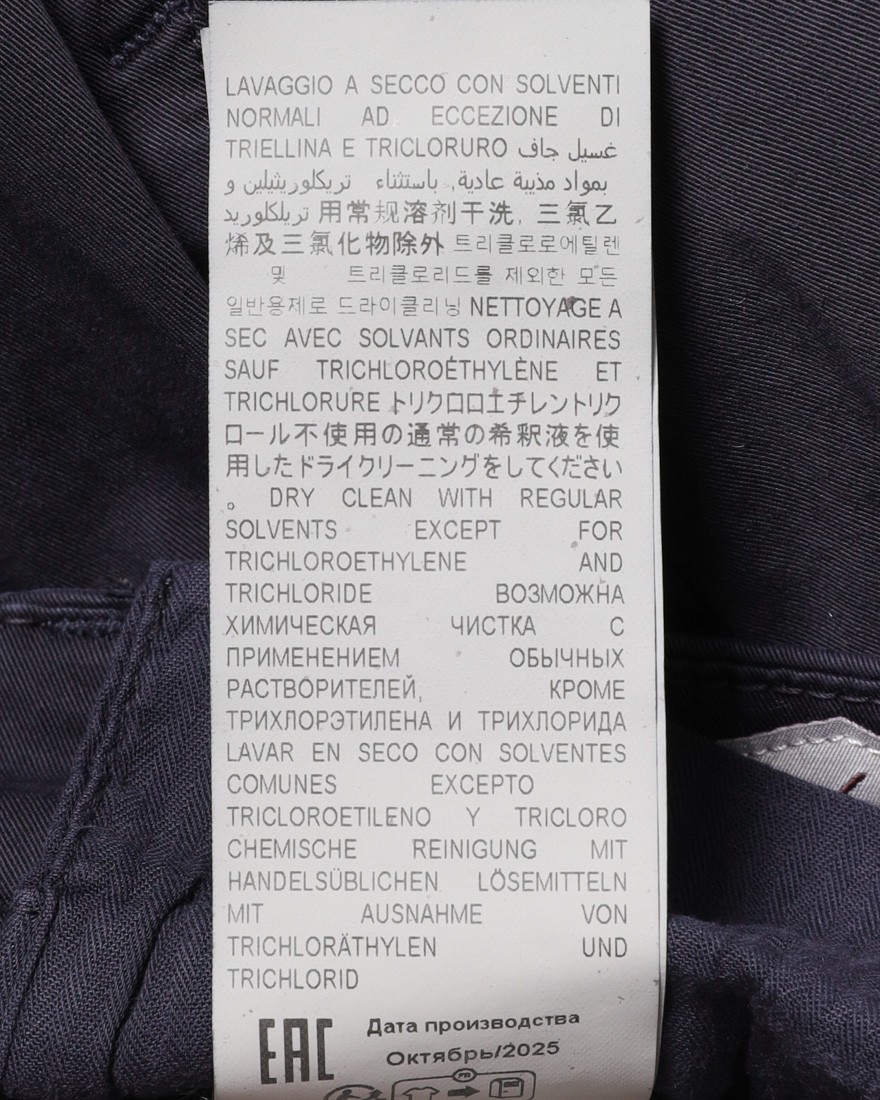 LAVAGGIO A SECCO CON SOLVENTI
NORMALI AD ECCEZIONE DI
TRIELLINA E TRICLORURO غسيل جاف
بمواد مذيبة عادية, باستثناء تريكلوريثيلين و
تريلكلوريد 用常规溶剂干洗, 三氯乙
烯及三氯化物除外 트리클로로에틸렌
및 트리클로리드를 제외한 모든
일반용제로 드라이클리닝 NETTOYAGE A
SEC AVEC SOLVANTS ORDINAIRES
SAUF TRICHLOROÉTHYLÈNE ET
TRICHLORURE トリクロロエチレントリク
ロール不使用の通常の希釈液を使
用したドライクリーニングをしてください
。 DRY CLEAN WITH REGULAR
SOLVENTS EXCEPT FOR
TRICHLOROETHYLENE AND
TRICHLORIDE ВОЗМОЖНА
ХИМИЧЕСКАЯ ЧИСТКА С
ПРИМЕНЕНИЕМ ОБЫЧНЫХ
РАСТВОРИТЕЛЕЙ, КРОМЕ
ТРИХЛОРЭТИЛЕНА И ТРИХЛОРИДА
LAVAR EN SECO CON SOLVENTES
COMUNES EXCEPTO
TRICLOROETILENO Y TRICLORO
CHEMISCHE REINIGUNG MIT
HANDELSÜBLICHEN LÖSEMITTELN
MIT AUSNAHME VON
TRICHLORÄTHYLEN UND
TRICHLORID
EAC Дата производства
Октябрь/2025
FR